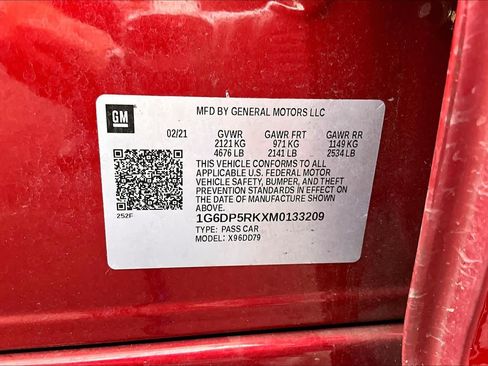 GM
MFD BY GENERAL MOTORS LLC
02/21 GVWR GAWR FRT GAWR RR
2121 KG 971 KG 1149 KG
4676 LB 2141 LB 2534 LB
THIS VEHICLE CONFORMS TO ALL
APPLICABLE U.S. FEDERAL MOTOR
VEHICLE SAFETY, BUMPER, AND THEFT
PREVENTION STANDARDS IN EFFECT ON
THE DATE OF MANUFACTURE SHOWN
ABOVE.
252F
1G6DP5RKXM0133209
TYPE: PASS CAR
MODEL: X96DD79